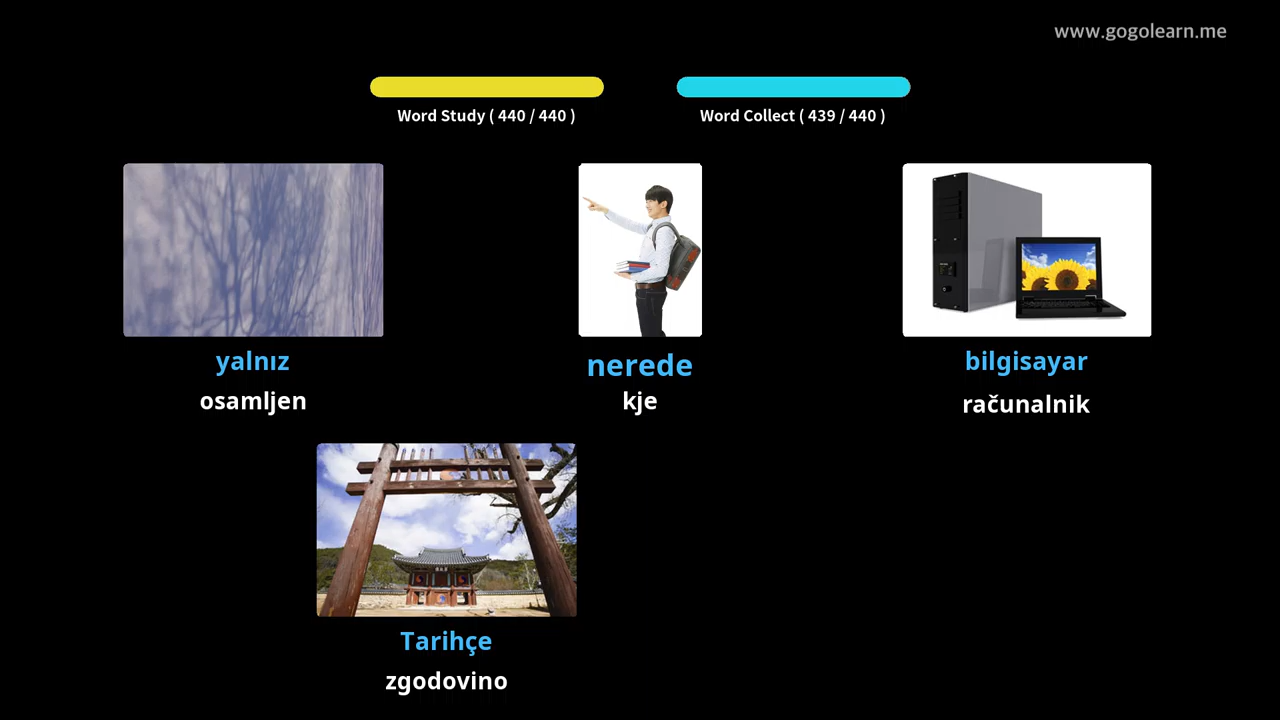 www.gogolearn.me
Word Study ( 440 / 440 )
Word Collect ( 439 / 440 )
yalnız
osamljen
nerede
kje
bilgisayar
računalnik
Tarihçe
zgodovino